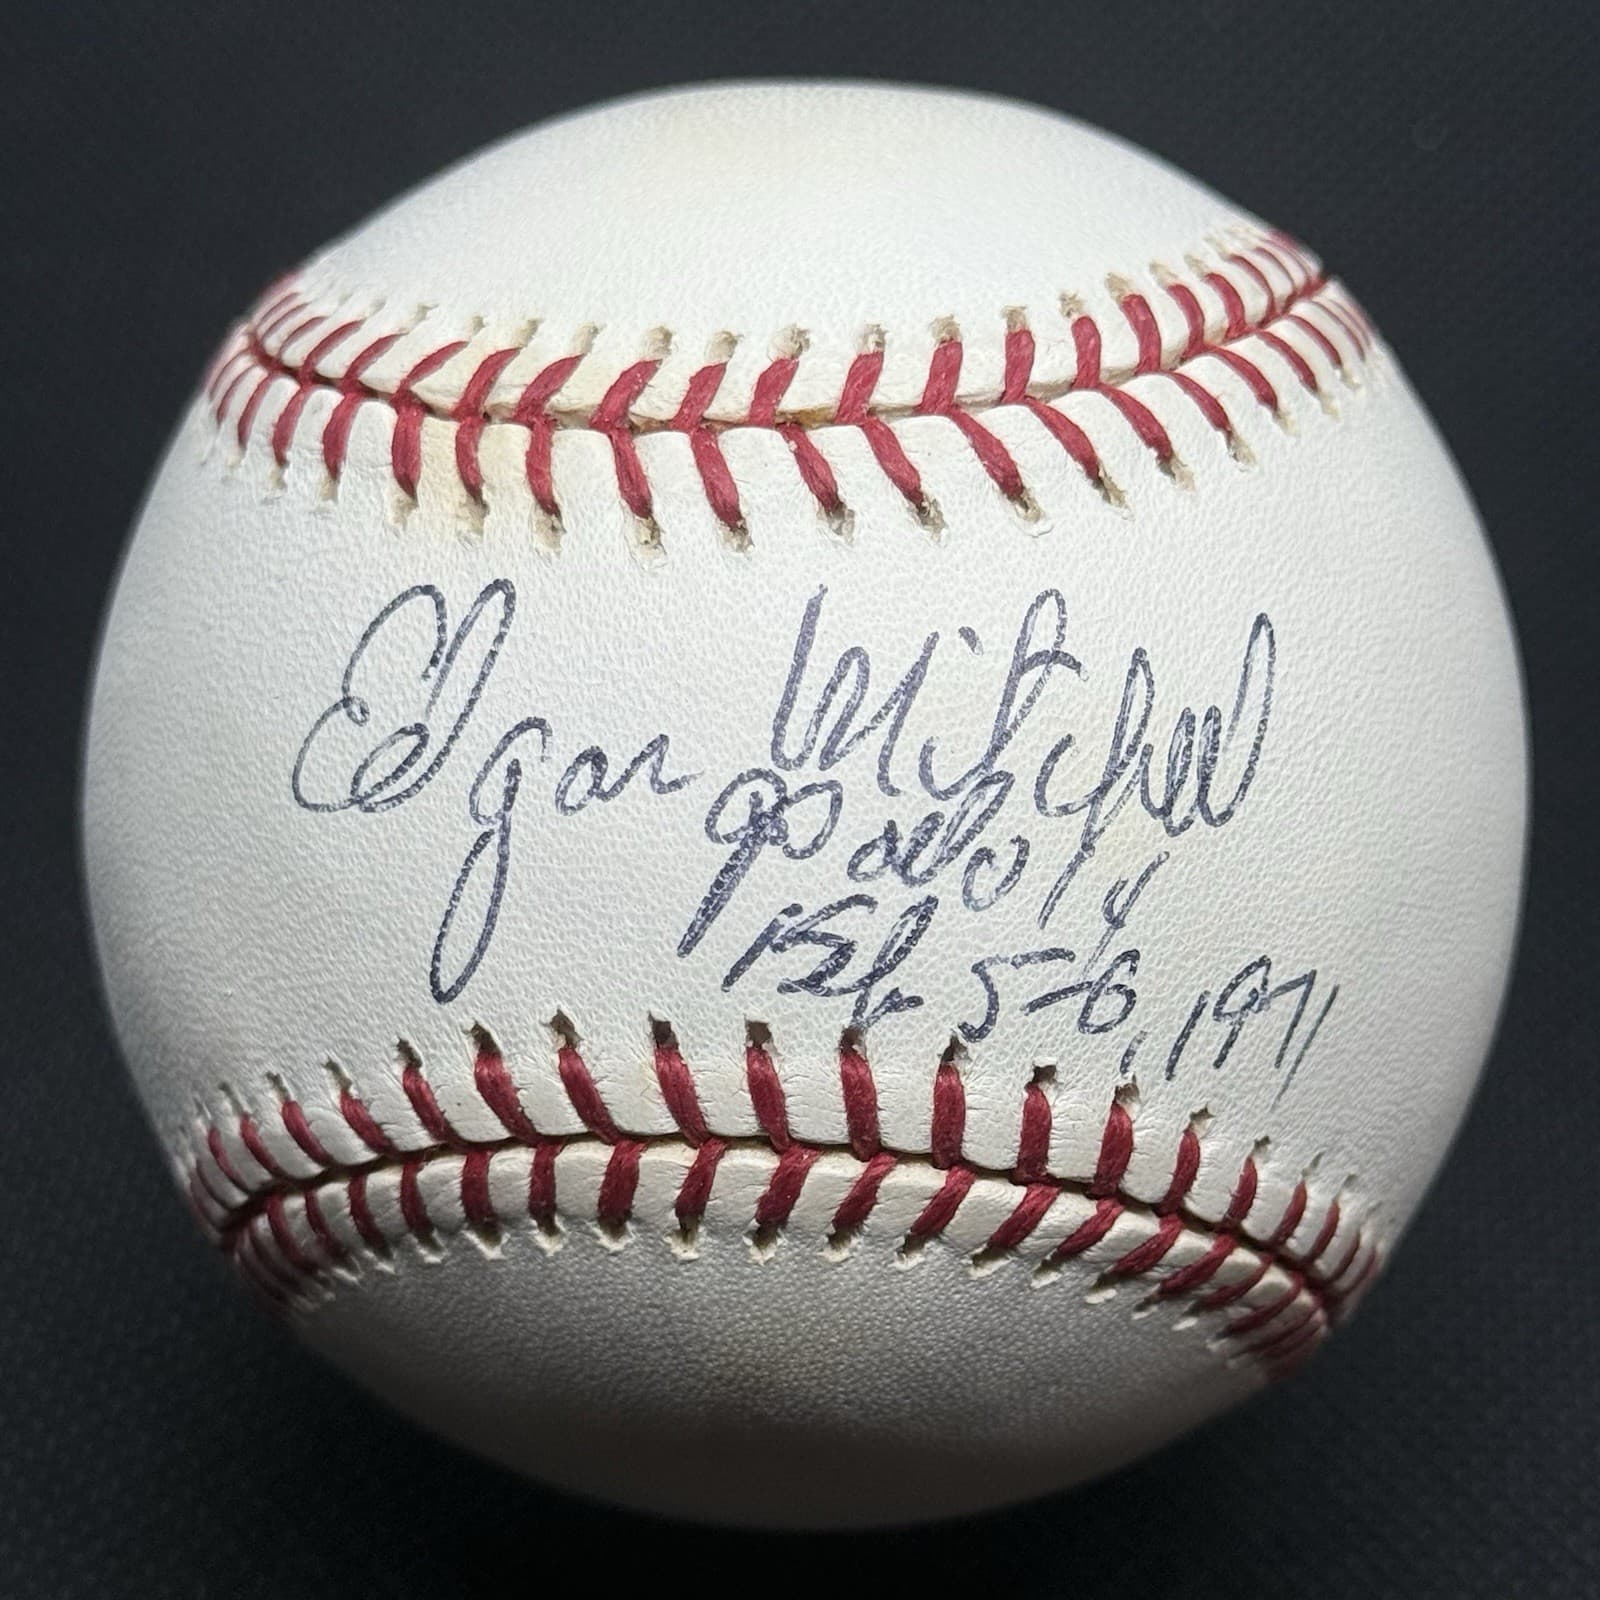 Edgar Mitchell
Apollo 14
Feb 5-6, 1971